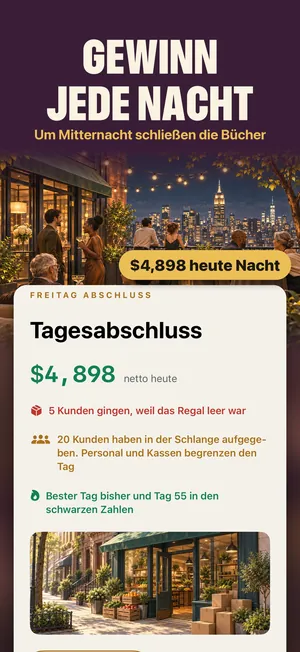 GEWINN
JEDE NACHT
Um Mitternacht schließen die Bücher
$4,898 heute Nacht
FREITAG ABSCHLUSS
Tagesabschluss
$4,898 netto heute
5 Kunden gingen, weil das Regal leer war
20 Kunden haben in der Schlange aufgege-
ben. Personal und Kassen begrenzen den
Tag
Bester Tag bisher und Tag 55 in den
schwarzen Zahlen